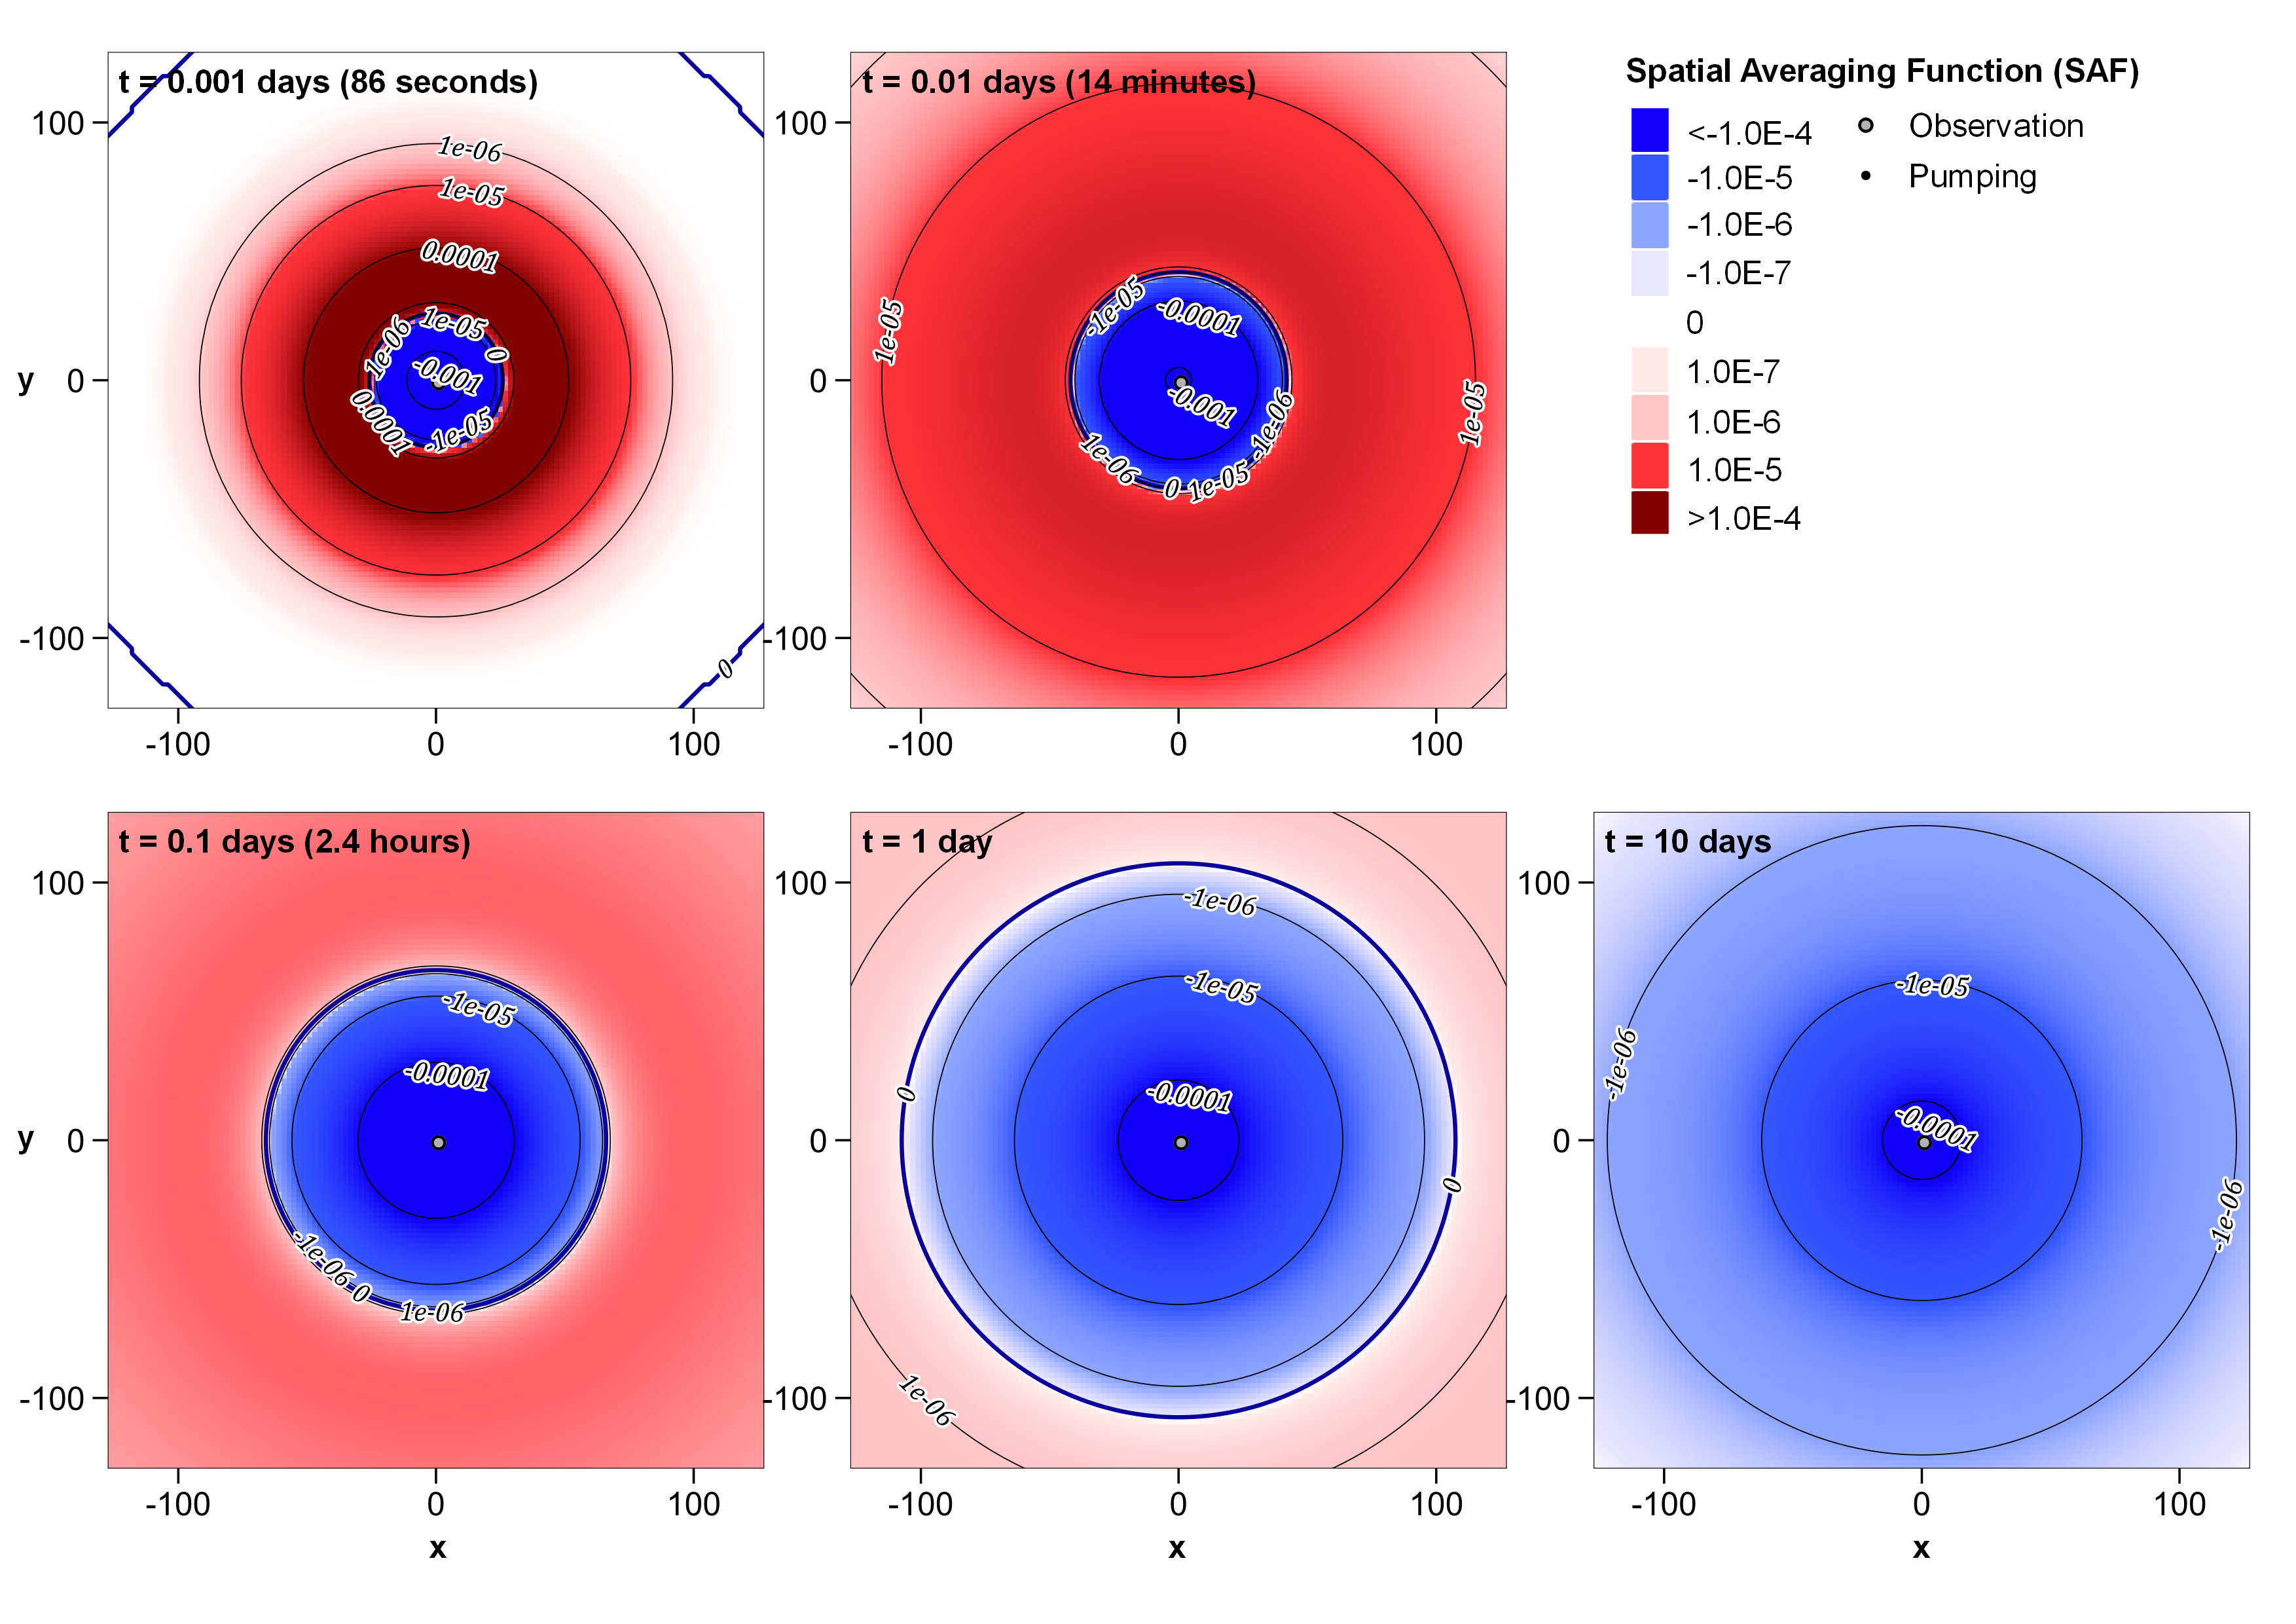 t = 0.001 days (86 seconds)
1e-06
1e-05
0.0001
1e-05
1e-06
0
-0.001
0.0001
-1e-05
0
100
0
-100
y
-100
0
100
t = 0.01 days (14 minutes)
-1e-05
-0.0001
1e-05
-0.001
1e-05
-1e-06
1e-06
0
1e-05
100
0
-100
-100
0
100
Spatial Averaging Function (SAF)
<-1.0E-4
-1.0E-5
-1.0E-6
-1.0E-7
0
1.0E-7
1.0E-6
1.0E-5
>1.0E-4
Observation
Pumping
t = 0.1 days (2.4 hours)
-1e-05
-0.0001
-1e-06
0
1e-06
100
0
-100
y
-100
0
100
x
t = 1 day
-1e-06
-1e-05
-0.0001
0
0
1e-06
100
0
-100
-100
0
100
x
t = 10 days
-1e-05
-1e-06
-0.0001
-1e-06
100
0
-100
-100
0
100
x